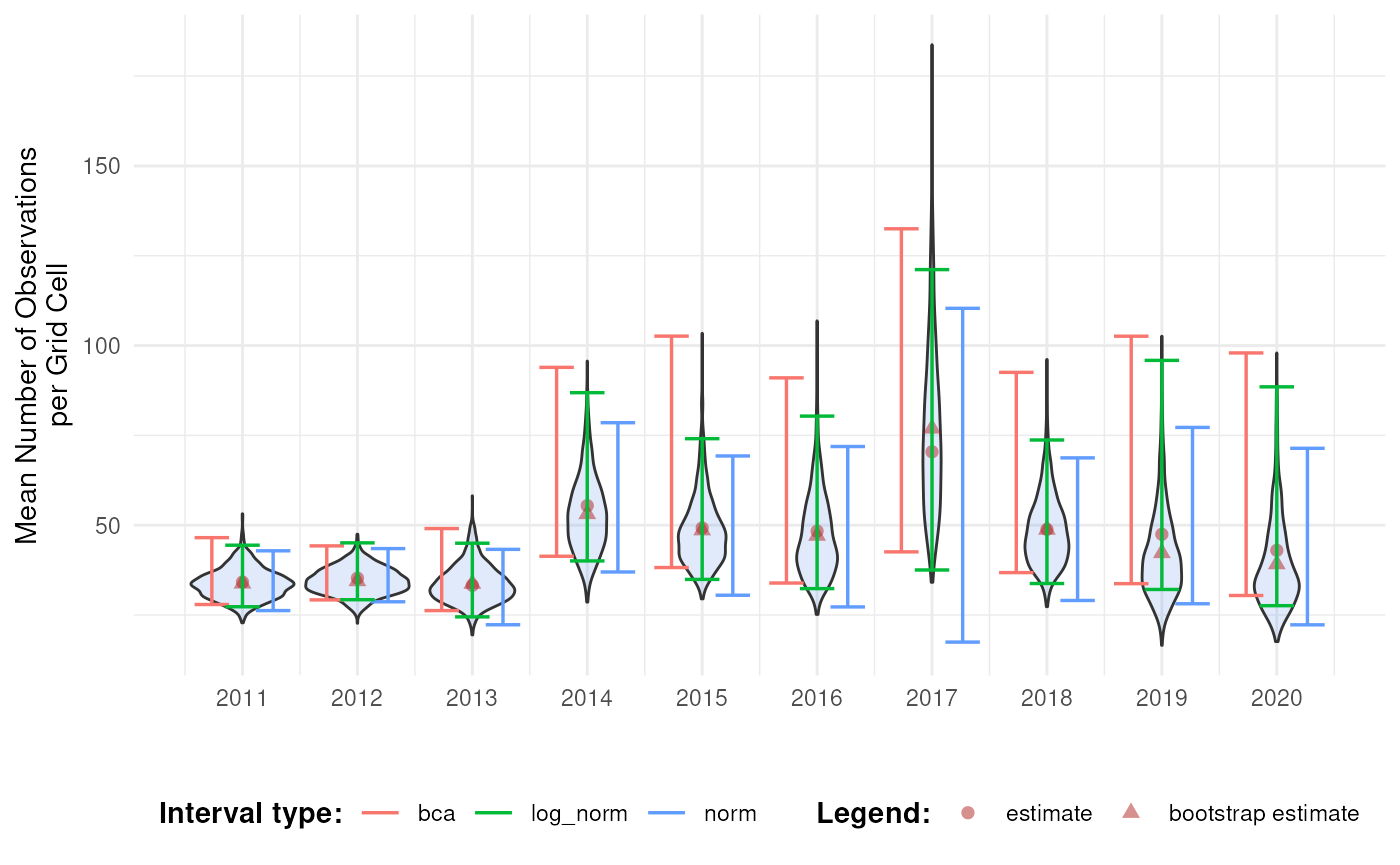 Mean Number of Observations
per Grid Cell
150
100
50
2011 2012 2013 2014 2015 2016 2017 2018 2019 2020
Interval type: bca log_norm norm Legend: estimate bootstrap estimate